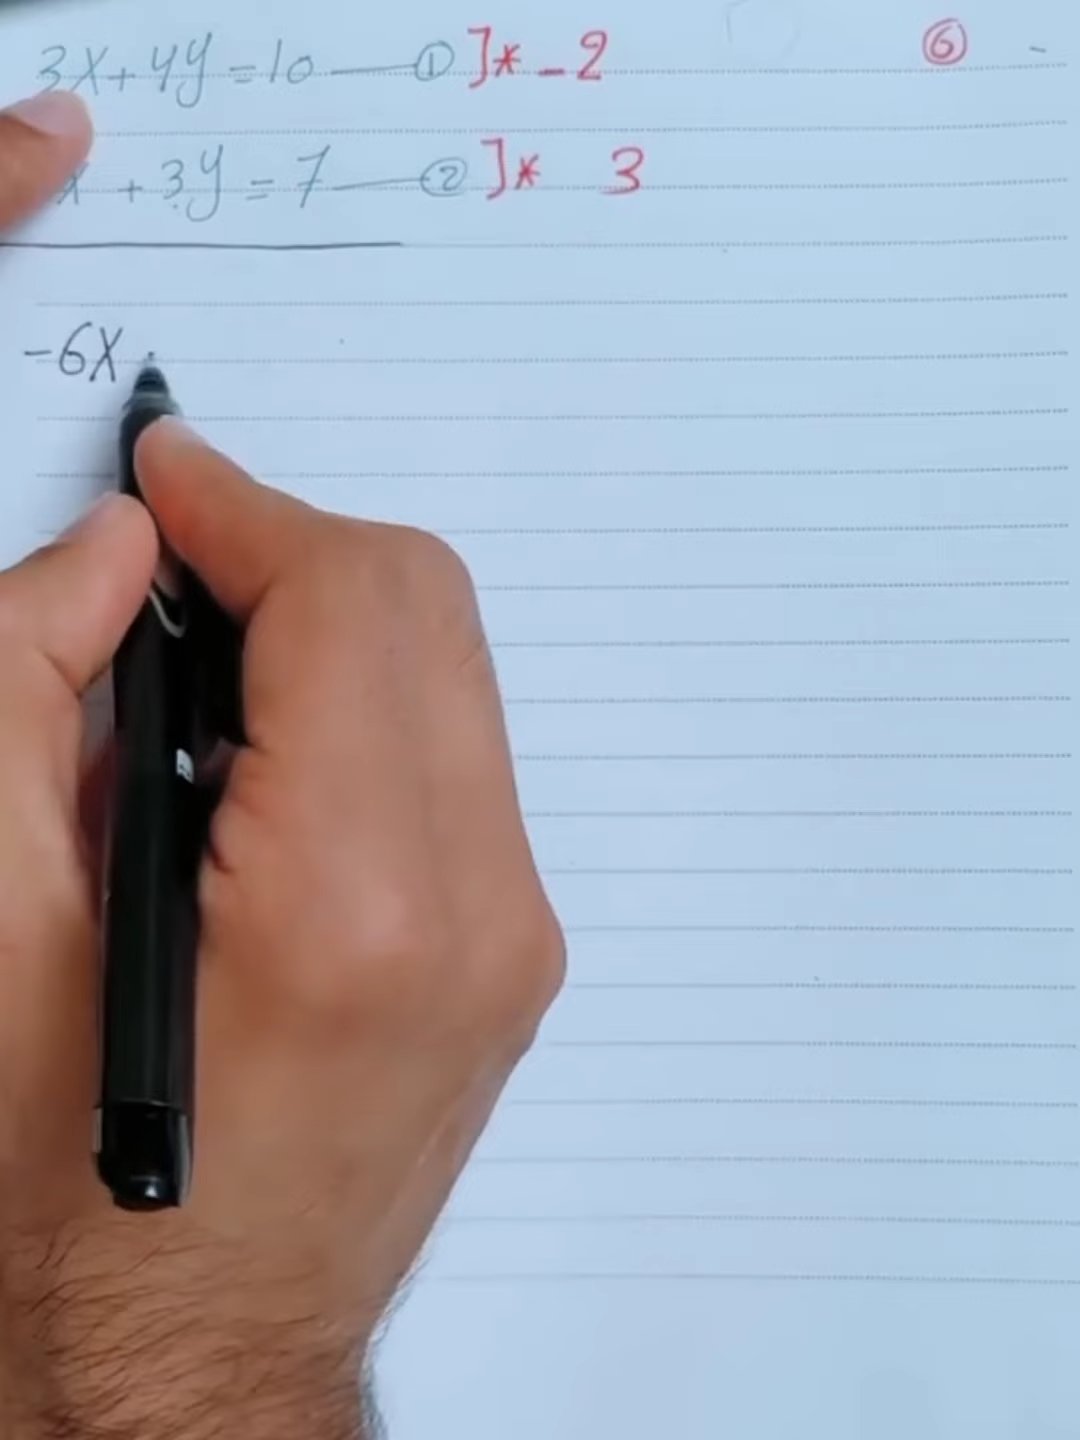 3x+4y=10 ① ]* -2 ⑥ -
x +3y=7 ② ]* 3
-6x